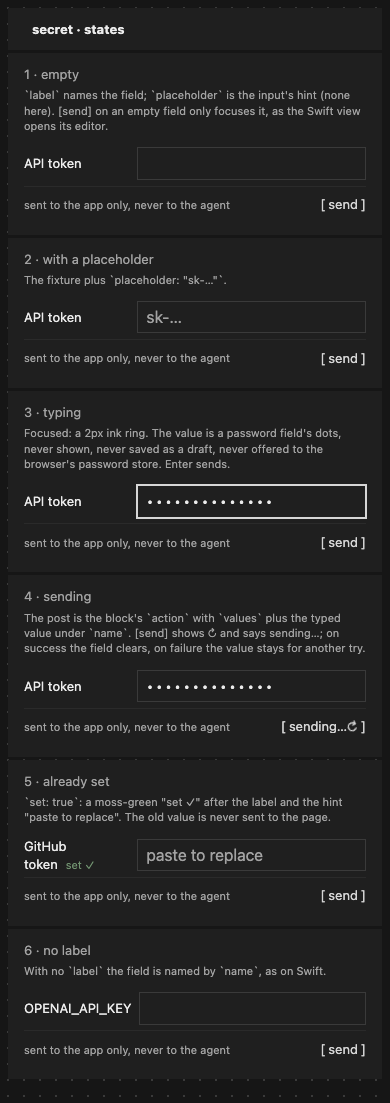 secret · states
1 · empty
`label` names the field; `placeholder` is the input's hint (none
here). [send] on an empty field only focuses it, as the Swift view
opens its editor.
API token
sent to the app only, never to the agent [ send ]
2 · with a placeholder
The fixture plus `placeholder: "sk-…"`.
API token sk-…
sent to the app only, never to the agent [ send ]
3 · typing
Focused: a 2px ink ring. The value is a password field's dots,
never shown, never saved as a draft, never offered to the
browser's password store. Enter sends.
API token ••••••••••••••
sent to the app only, never to the agent [ send ]
4 · sending
The post is the block's `action` with `values` plus the typed
value under `name`. [send] shows ↻ and says sending…; on
success the field clears, on failure the value stays for another try.
API token ••••••••••••••
sent to the app only, never to the agent [ sending…↻ ]
5 · already set
`set: true`: a moss-green "set ✓" after the label and the hint
"paste to replace". The old value is never sent to the page.
GitHub
token set ✓ paste to replace
sent to the app only, never to the agent [ send ]
6 · no label
With no `label` the field is named by `name`, as on Swift.
OPENAI_API_KEY
sent to the app only, never to the agent [ send ]